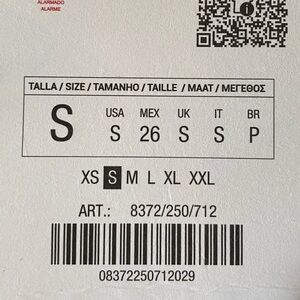 ALARMADO
ALARME
TALLA / SIZE / TAMANHO / TAILLE / MAAT / ΜΕΓΕΘΟΣ
S
USA MEX UK IT BR
S 26 S S P
XS S M L XL XXL
ART.: 8372/250/712
08372250712029